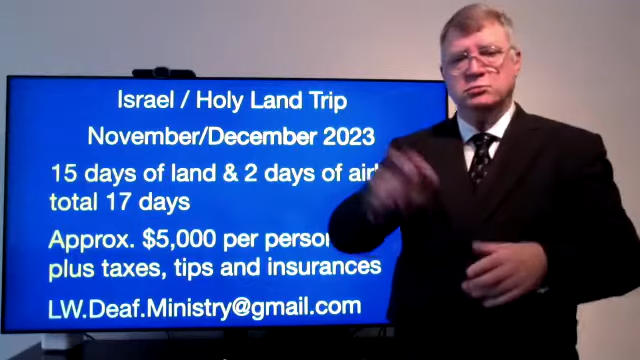 Israel / Holy Land Trip
November/December 2023
15 days of land & 2 days of
total 17 days
Approx. $5,000 per
plus taxes, tips and insurances
LW.Deaf.Ministry@gmail.com